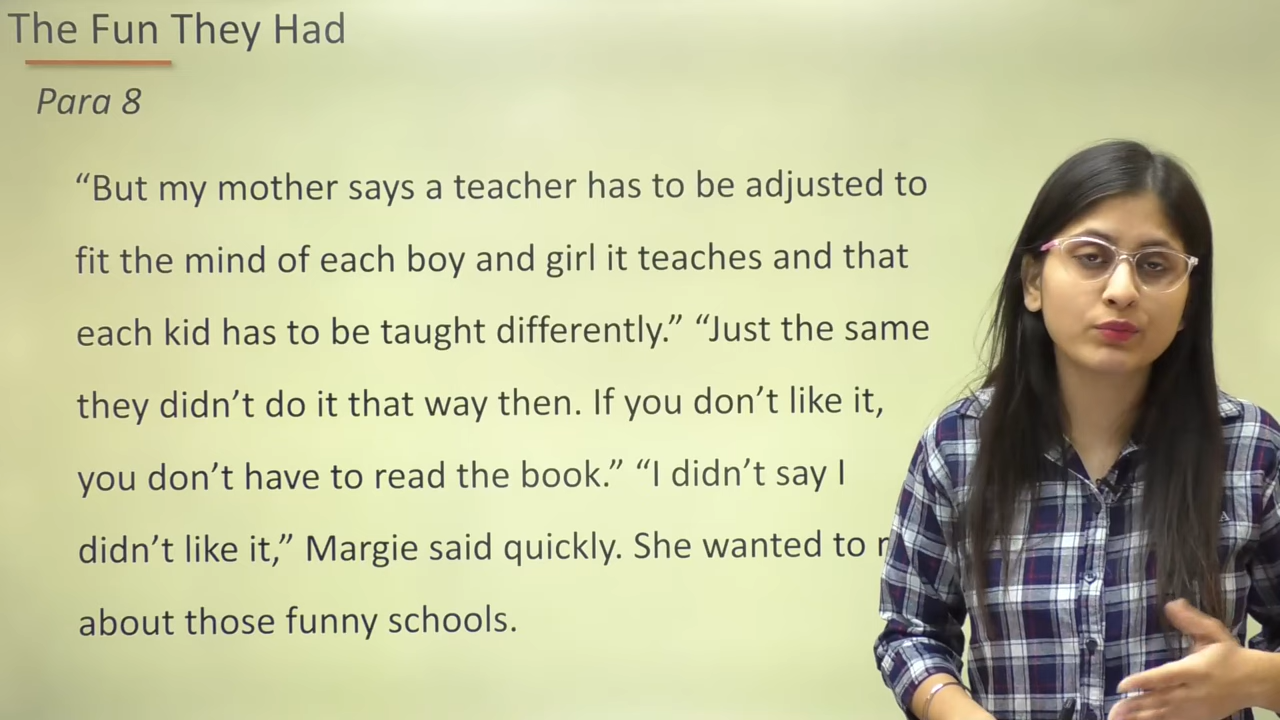 The Fun They Had
Para 8
“But my mother says a teacher has to be adjusted to
fit the mind of each boy and girl it teaches and that
each kid has to be taught differently.” “Just the same
they didn’t do it that way then. If you don’t like it,
you don’t have to read the book.” “I didn’t say I
didn’t like it,” Margie said quickly. She wanted to
about those funny schools.